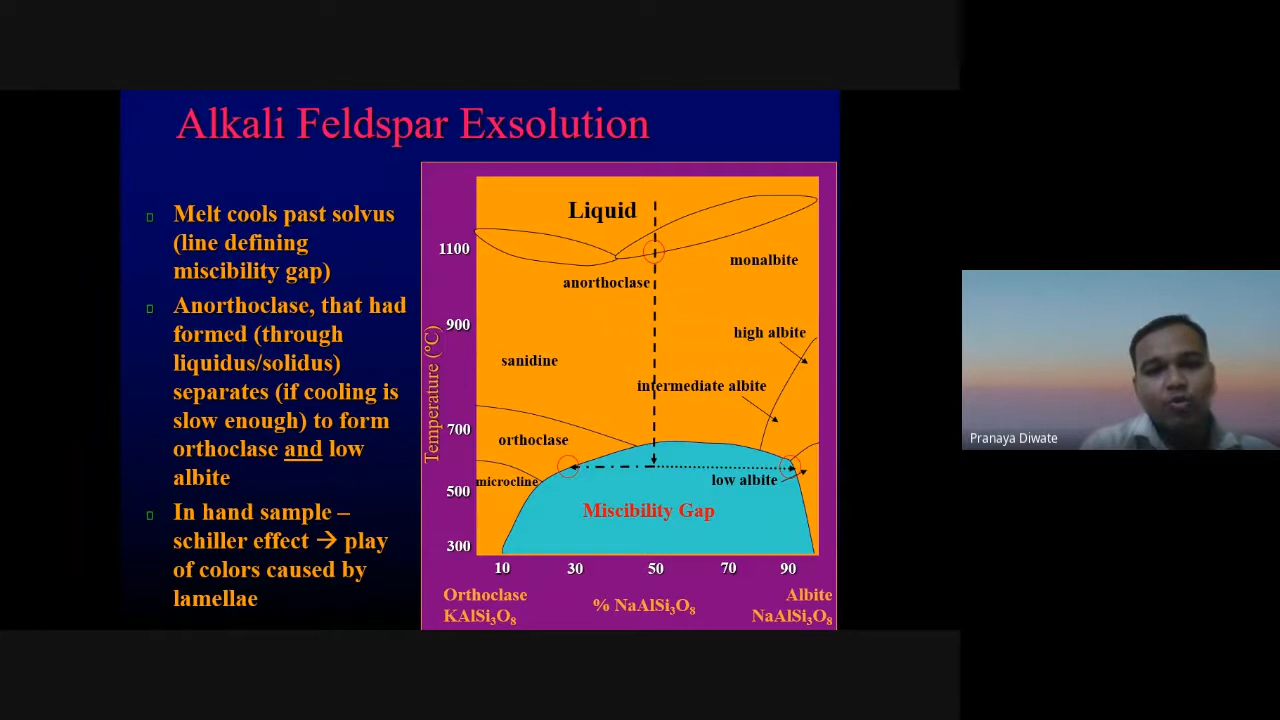 Alkali Feldspar Exsolution
Melt cools past solvus
(line defining
miscibility gap)
Anorthoclase, that had
formed (through
liquidus/solidus)
separates (if cooling is
slow enough) to form
orthoclase and low
albite
In hand sample –
schiller effect → play
of colors caused by
lamellae
Temperature (°C)
1100
900
700
500
300
Liquid
anorthoclase
monalbite
high albite
sanidine
intermediate albite
orthoclase
microcline
low albite
Miscibility Gap
10 30 50 70 90
Orthoclase
KAlSi₃O₈
% NaAlSi₃O₈
Albite
NaAlSi₃O₈
Pranaya Diwate